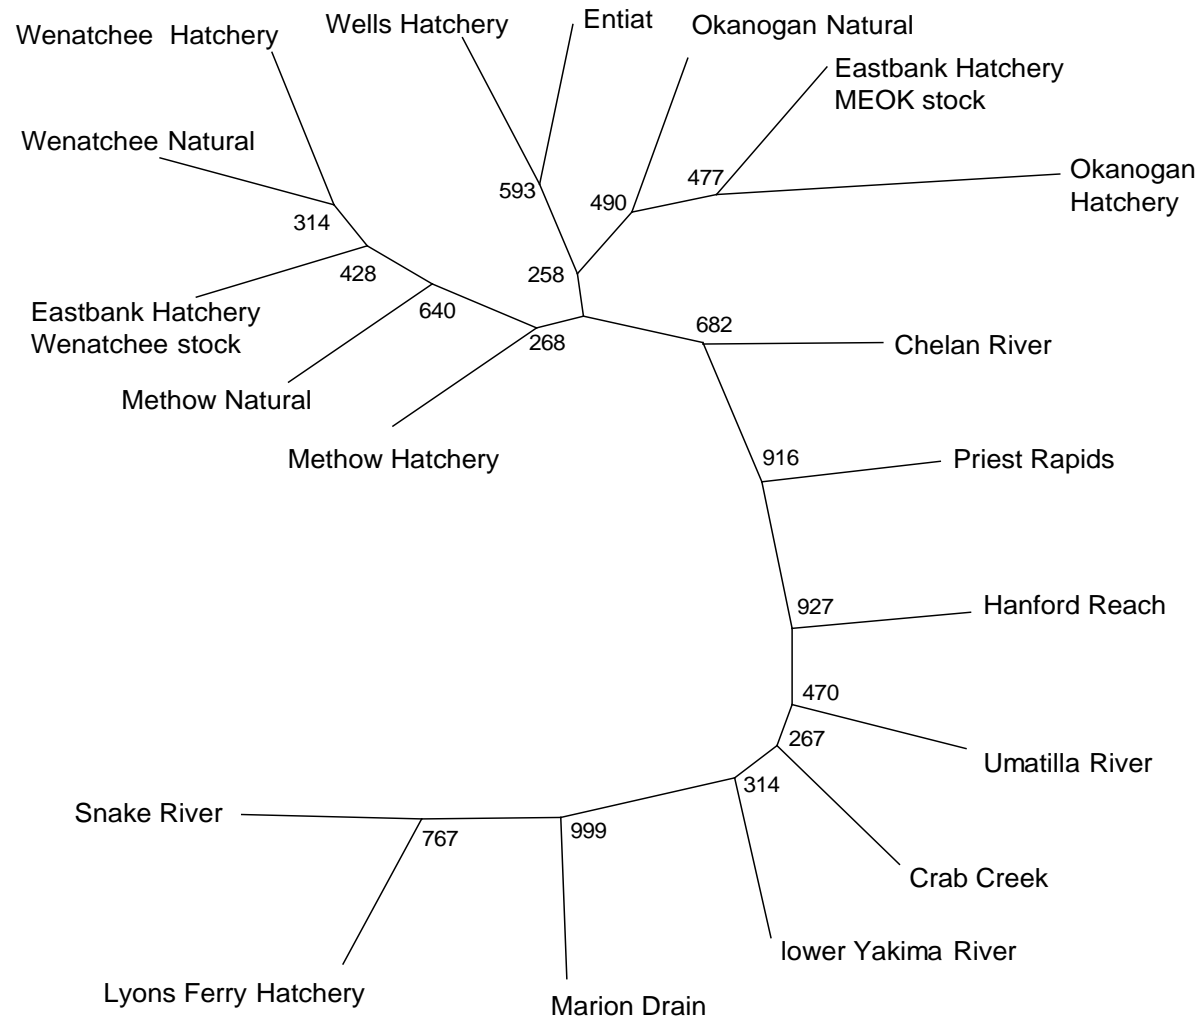 Wenatchee Hatchery
Wells Hatchery
Entiat
Okanogan Natural
Eastbank Hatchery
MEOK stock
Wenatchee Natural
Okanogan
Hatchery
593
490
477
314
258
428
Eastbank Hatchery
Wenatchee stock
640
268
682
Chelan River
Methow Natural
Methow Hatchery
916
Priest Rapids
927
Hanford Reach
470
267
Umatilla River
314
Snake River
767
999
Crab Creek
lower Yakima River
Lyons Ferry Hatchery
Marion Drain